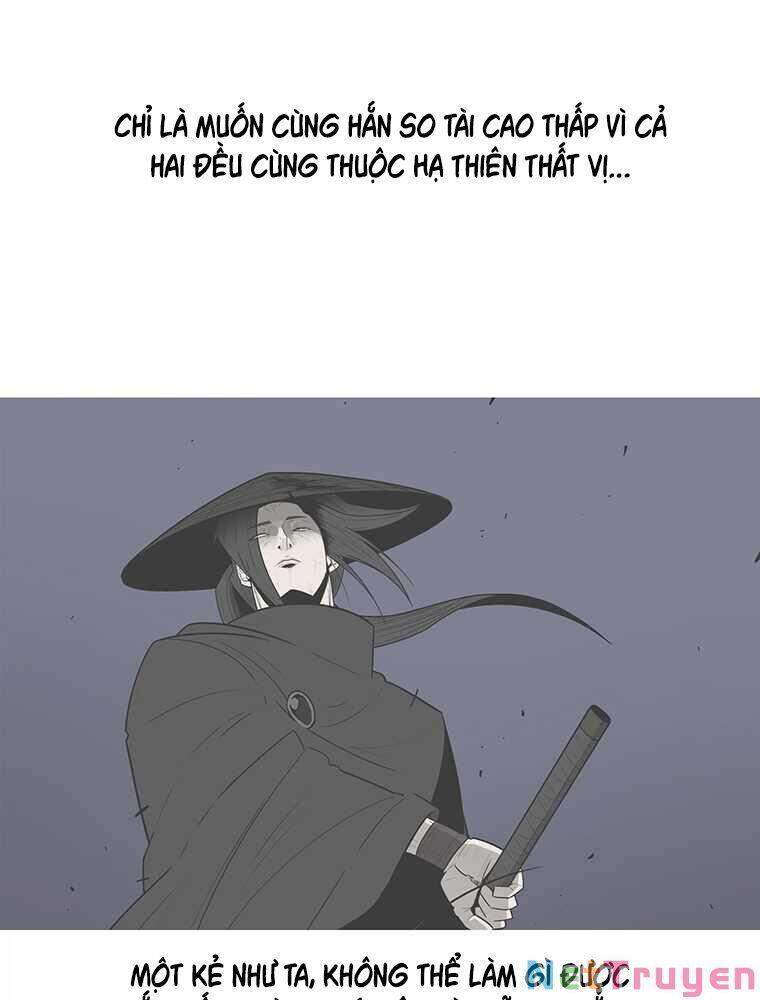 CHỈ LÀ MUỐN CÙNG HẮN SO TÀI CAO THẤP VÌ CẢ
HAI ĐỀU CÙNG THUỘC HẠ THIÊN THẤT VỊ...
MỘT KẺ NHƯ TA, KHÔNG THỂ LÀM GÌ ĐƯỢC
NetTruyen